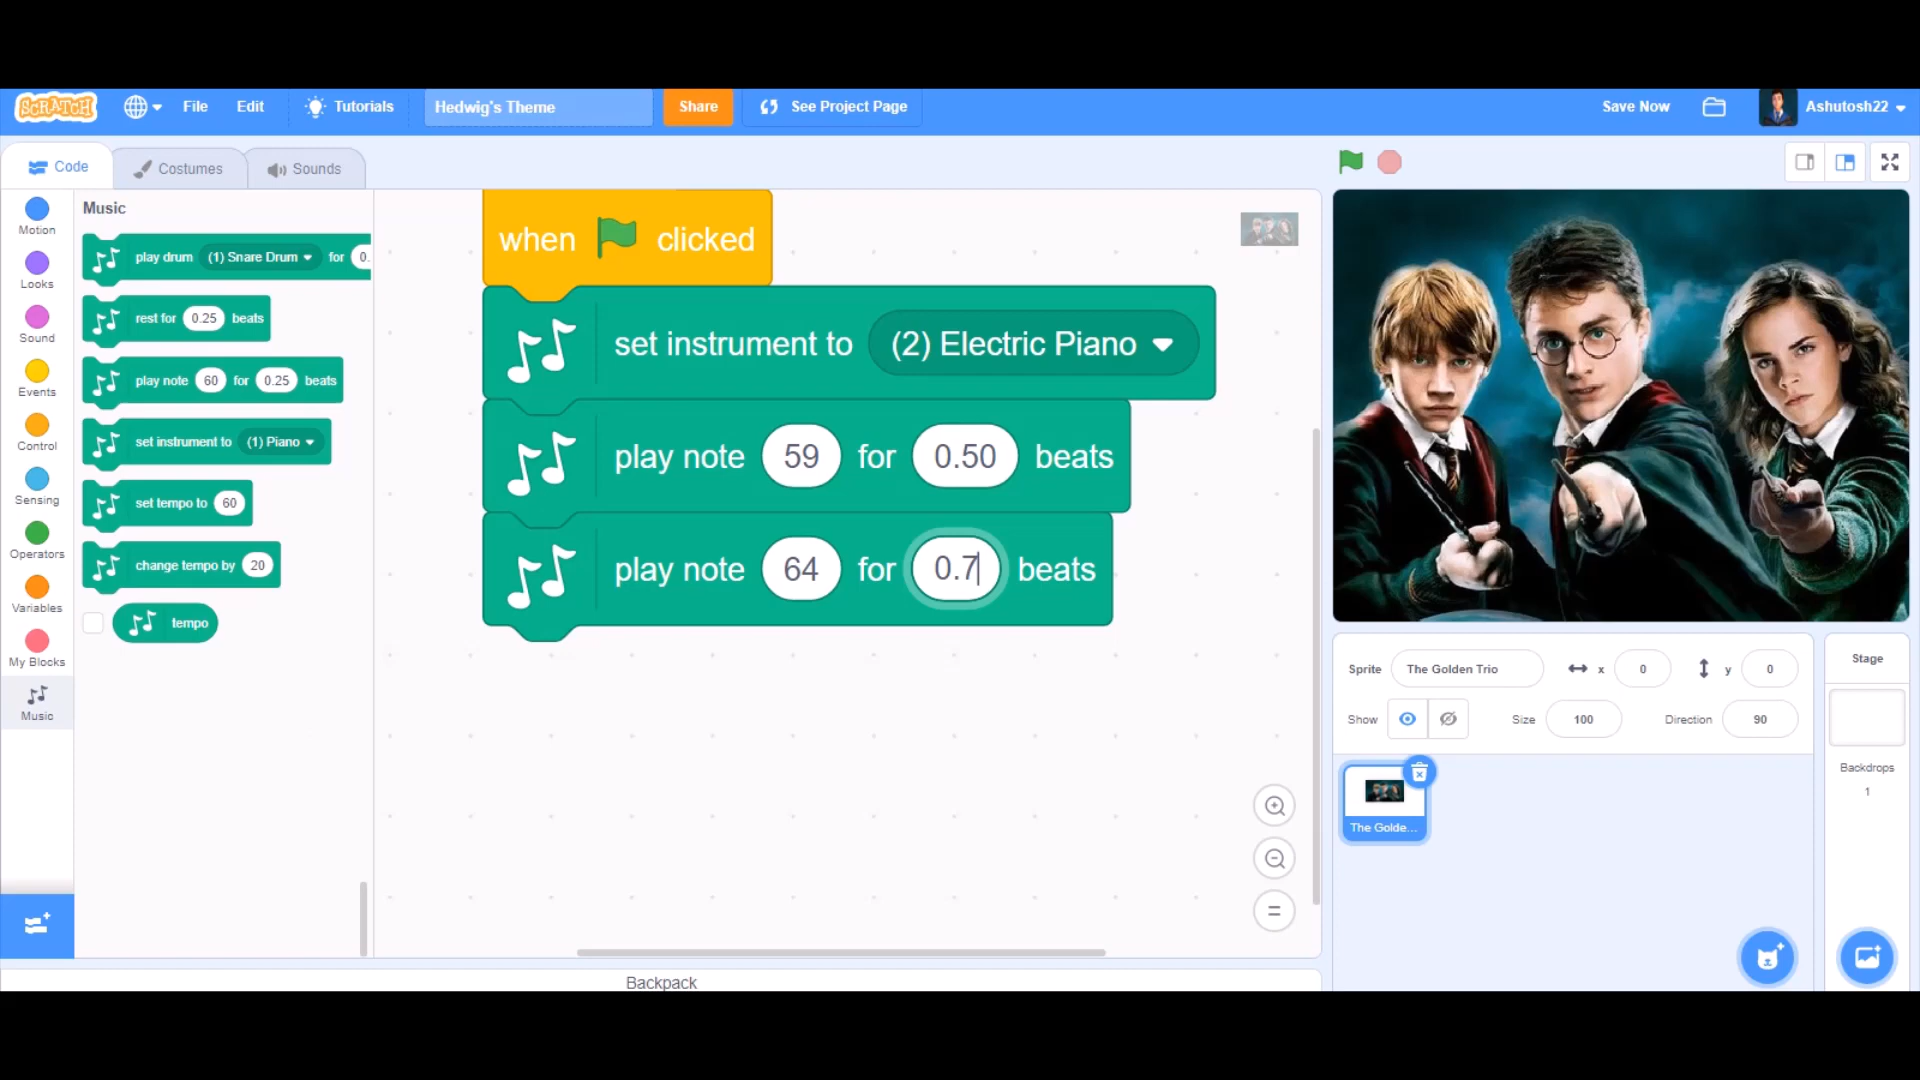 SCRATCH File Edit Tutorials Hedwig's Theme Share See Project Page Save Now Ashutosh22
Code Costumes Sounds
Motion
Looks
Sound
Events
Control
Sensing
Operators
Variables
My Blocks
Music
Music
play drum (1) Snare Drum for 0.
rest for 0.25 beats
play note 60 for 0.25 beats
set instrument to (1) Piano
set tempo to 60
change tempo by 20
tempo
when clicked
set instrument to (2) Electric Piano
play note 59 for 0.50 beats
play note 64 for 0.7 beats
Backpack
Sprite The Golden Trio x 0 y 0
Show Size 100 Direction 90
The Golde...
Stage
Backdrops
1